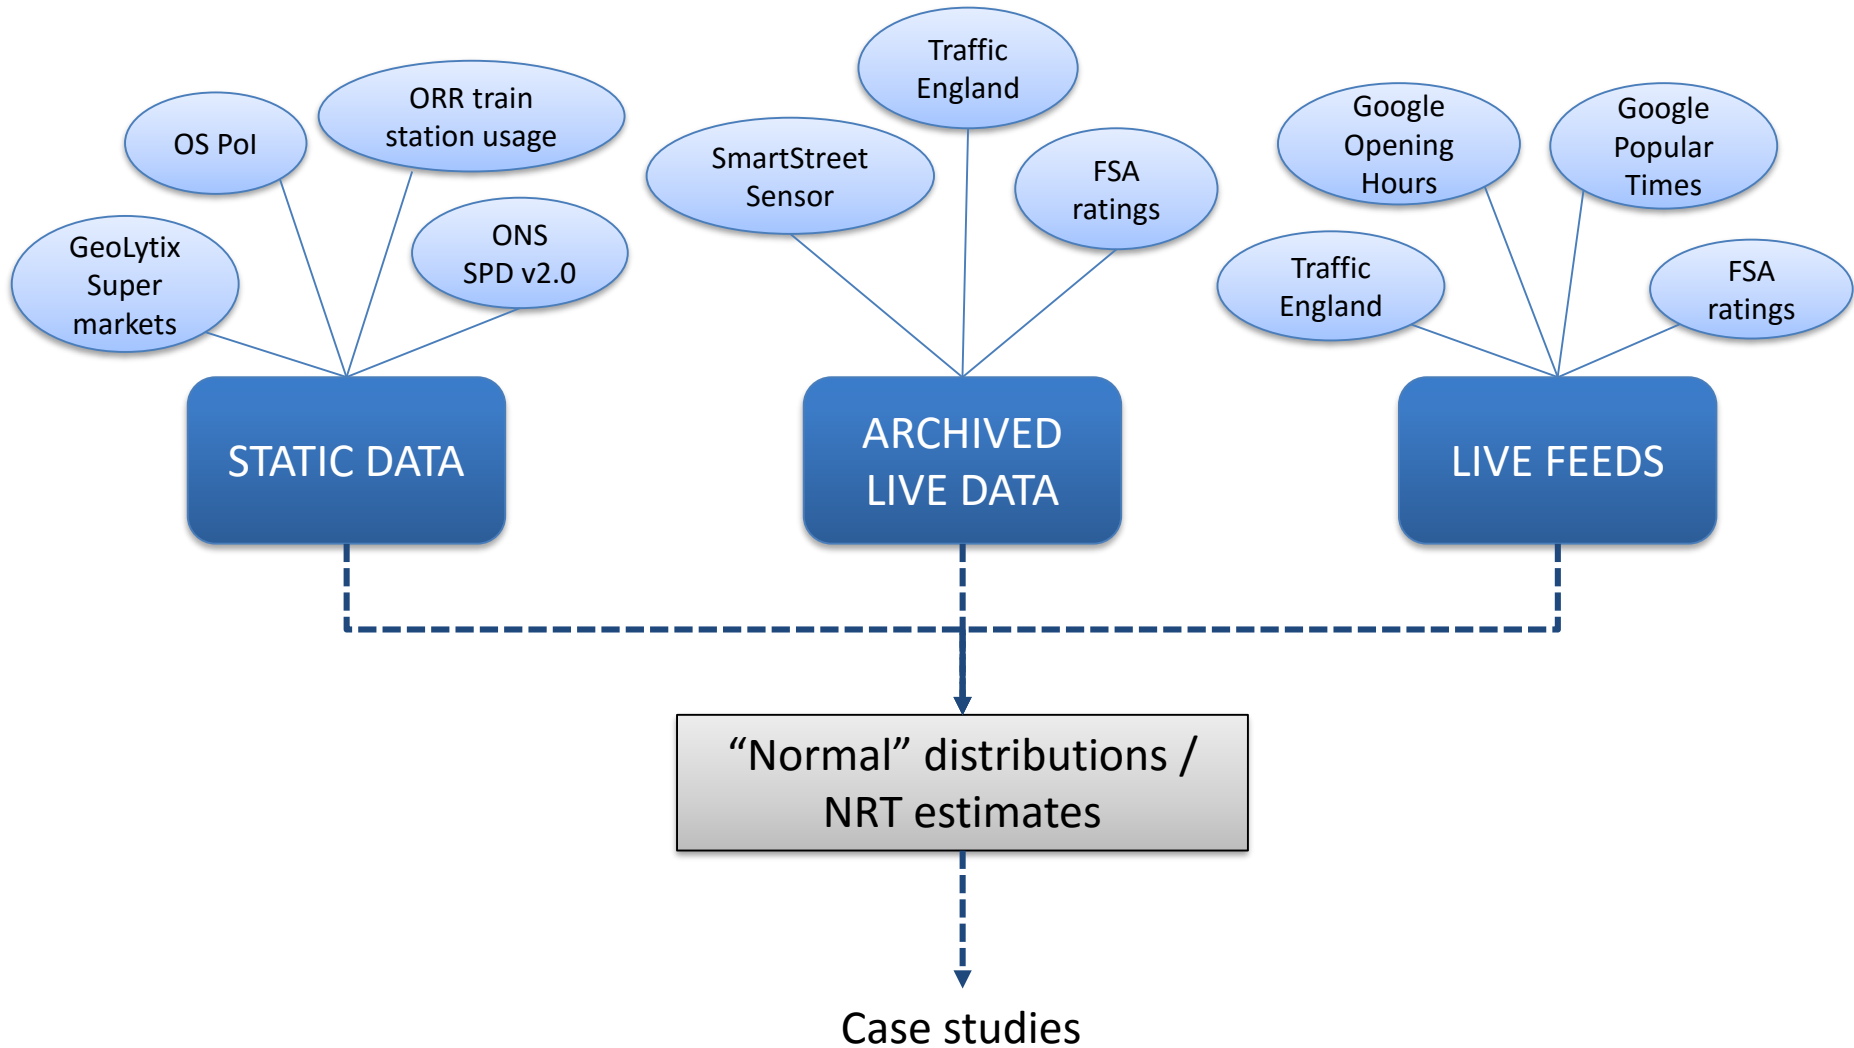 OS PoI
ORR train
station usage
GeoLytix
Super
markets
ONS
SPD v2.0
STATIC DATA
Traffic
England
SmartStreet
Sensor
FSA
ratings
ARCHIVED
LIVE DATA
Google
Opening
Hours
Google
Popular
Times
Traffic
England
FSA
ratings
LIVE FEEDS
“Normal” distributions /
NRT estimates
Case studies